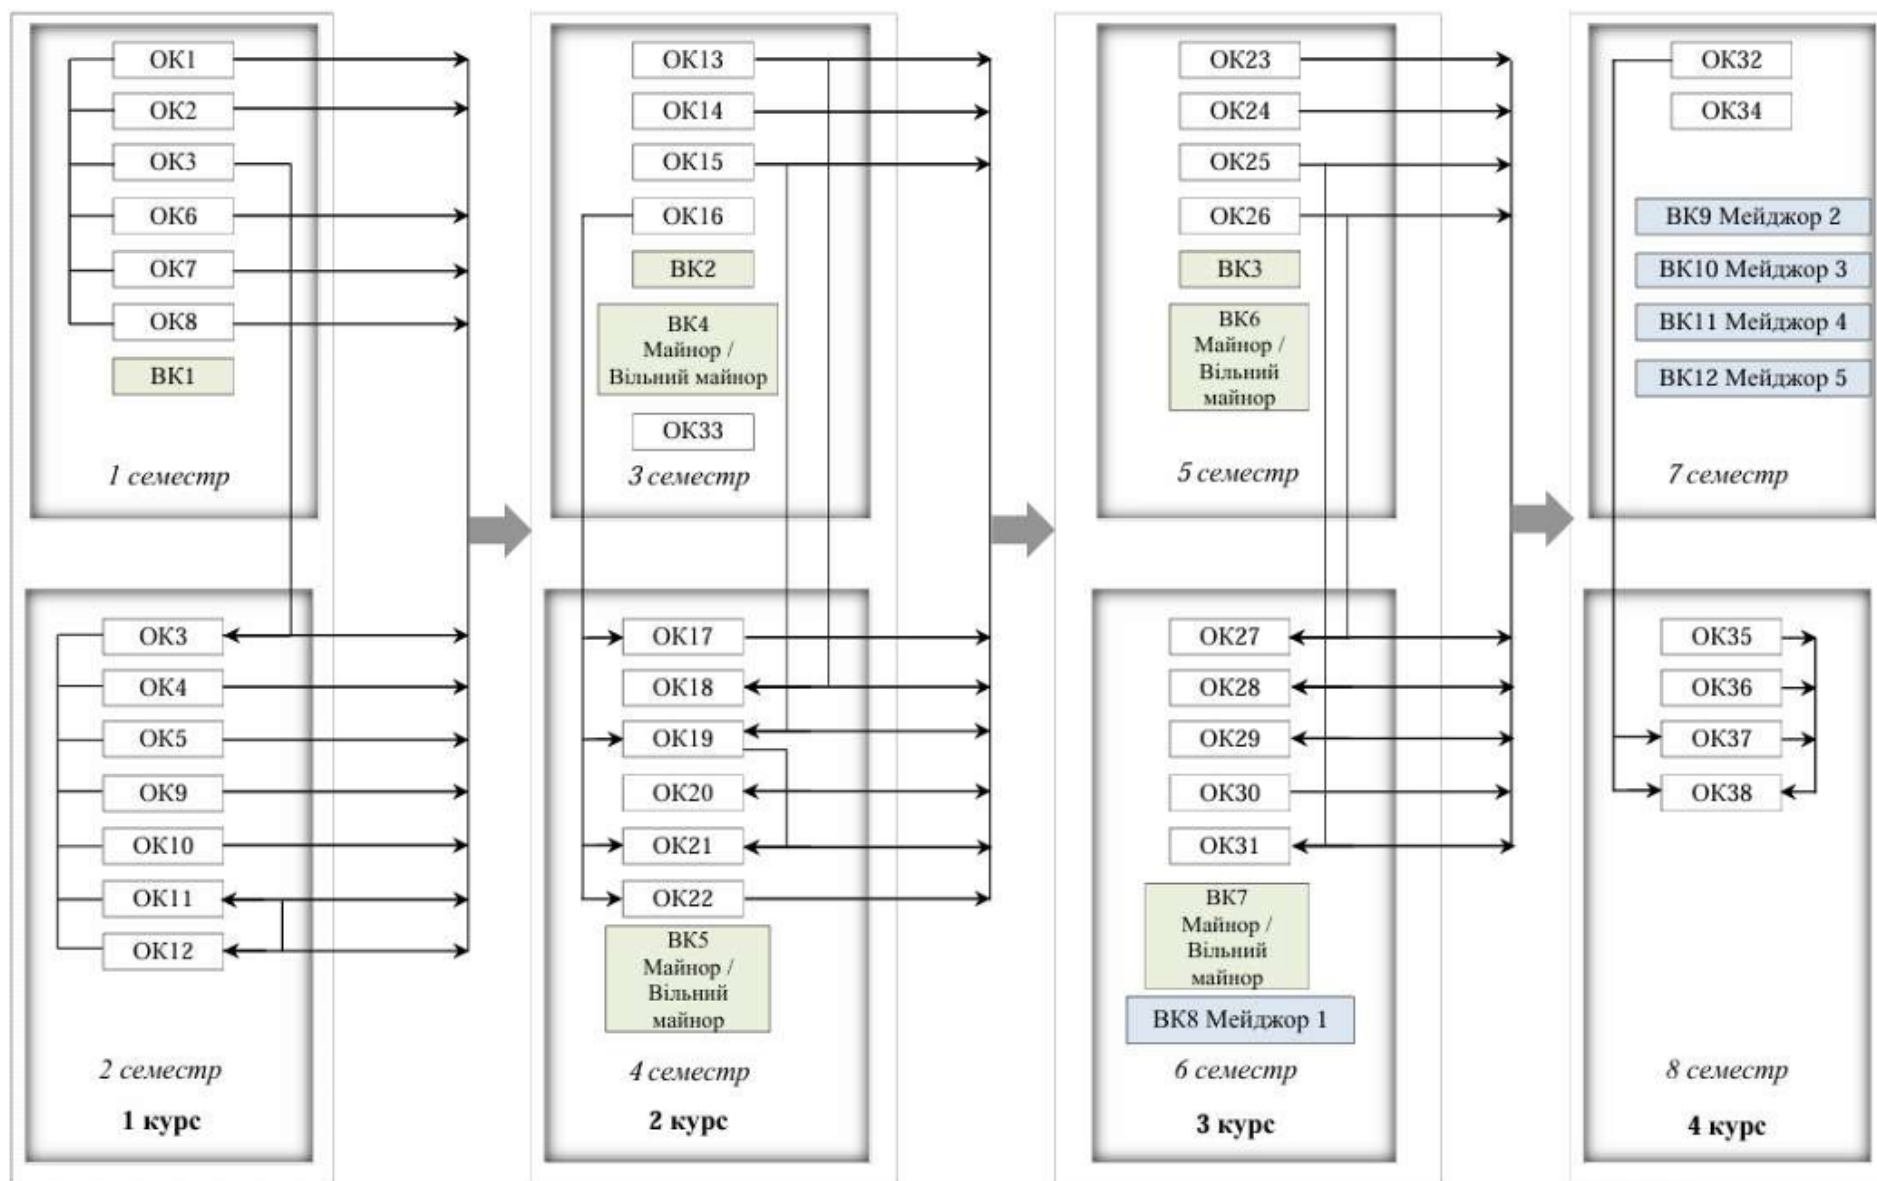 ОК1
ОК2
ОК3
ОК6
ОК7
ОК8
ВК1
1 семестр
ОК3
ОК4
ОК5
ОК9
ОК10
ОК11
ОК12
2 семестр
1 курс
ОК13
ОК14
ОК15
ОК16
ВК2
ВК4
Майнор /
Вільний майнор
ОК33
3 семестр
ОК17
ОК18
ОК19
ОК20
ОК21
ОК22
ВК5
Майнор /
Вільний
майнор
4 семестр
2 курс
ОК23
ОК24
ОК25
ОК26
ВК3
ВК6
Майнор /
Вільний
майнор
5 семестр
ОК27
ОК28
ОК29
ОК30
ОК31
ВК7
Майнор /
Вільний
майнор
ВК8 Мейджор 1
6 семестр
3 курс
ОК32
ОК34
ВК9 Мейджор 2
ВК10 Мейджор 3
ВК11 Мейджор 4
ВК12 Мейджор 5
7 семестр
ОК35
ОК36
ОК37
ОК38
8 семестр
4 курс